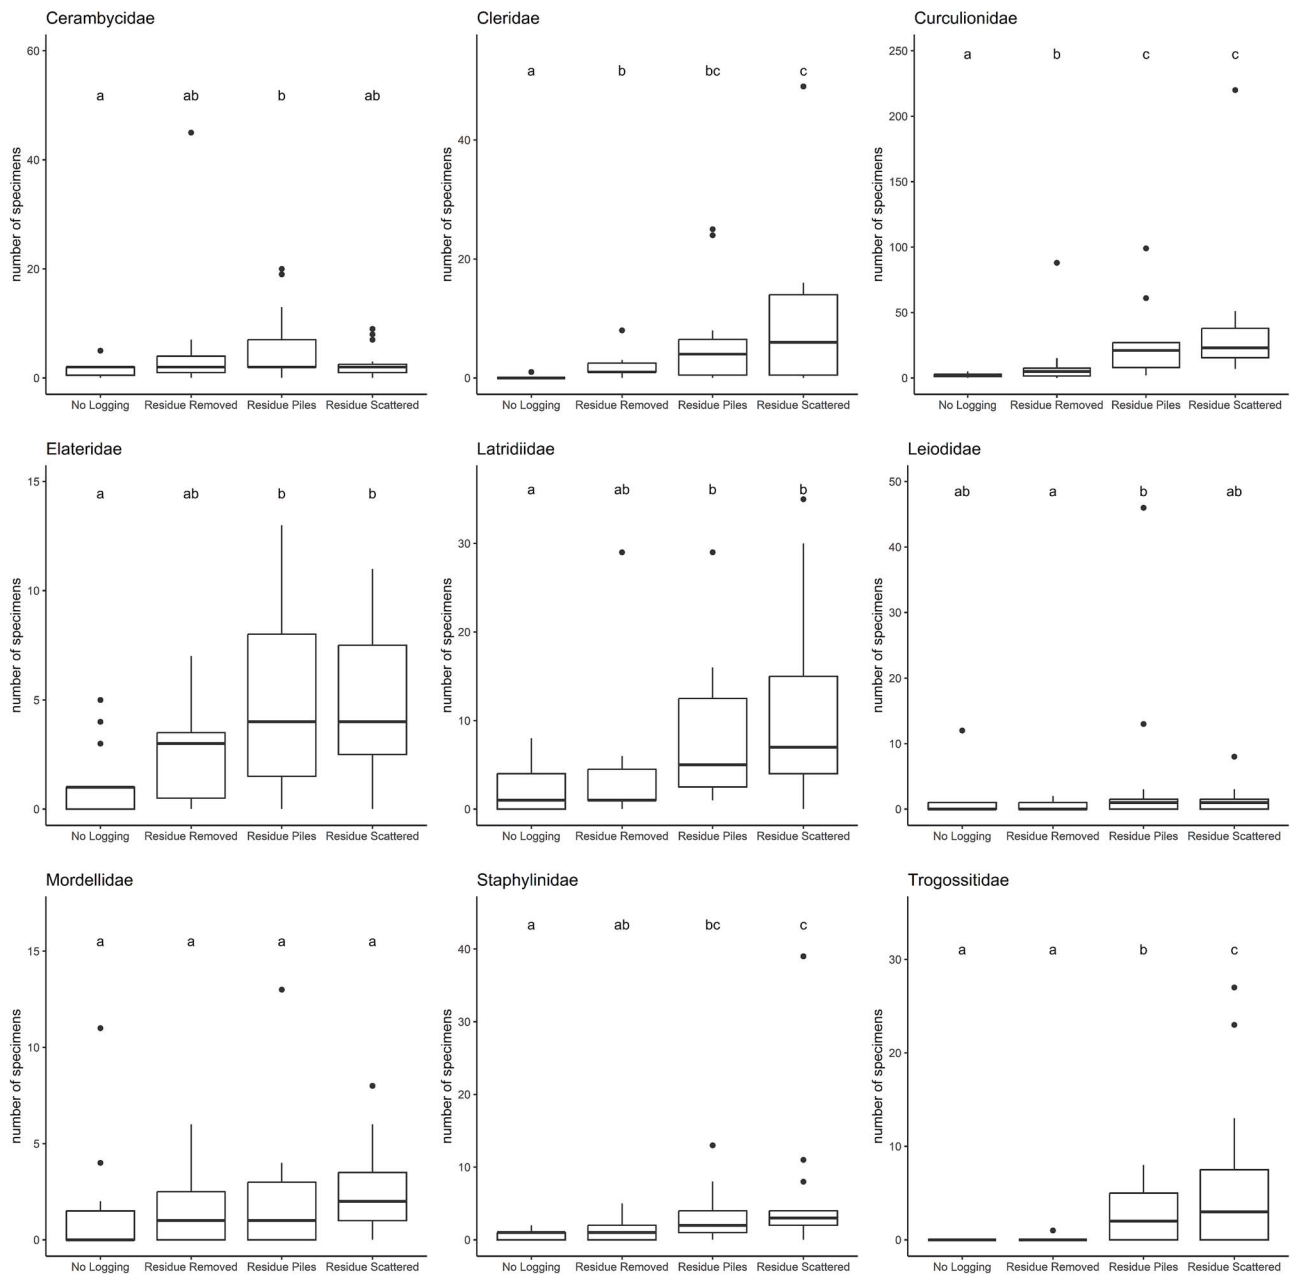 Cerambycidae
number of specimens
60
40
20
0
a ab b ab
No Logging Residue Removed Residue Piles Residue Scattered
Cleridae
number of specimens
40
20
0
a b bc c
No Logging Residue Removed Residue Piles Residue Scattered
Curculionidae
number of specimens
250
200
150
100
50
0
a b c c
No Logging Residue Removed Residue Piles Residue Scattered
Elateridae
number of specimens
15
10
5
0
a ab b b
No Logging Residue Removed Residue Piles Residue Scattered
Latridiidae
number of specimens
30
20
10
0
a ab b b
No Logging Residue Removed Residue Piles Residue Scattered
Leiodidae
number of specimens
50
40
30
20
10
0
ab a b ab
No Logging Residue Removed Residue Piles Residue Scattered
Mordellidae
number of specimens
15
10
5
0
a a a a
No Logging Residue Removed Residue Piles Residue Scattered
Staphylinidae
number of specimens
40
30
20
10
0
a ab bc c
No Logging Residue Removed Residue Piles Residue Scattered
Trogossitidae
number of specimens
30
20
10
0
a a b c
No Logging Residue Removed Residue Piles Residue Scattered